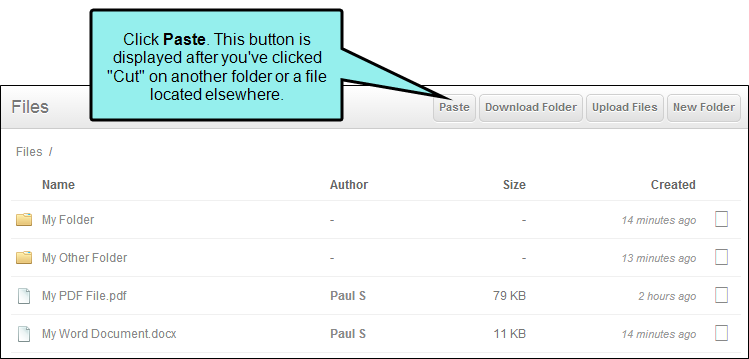 Click Paste. This button is
displayed after you've clicked
"Cut" on another folder or a file
located elsewhere.
Files Paste Download Folder Upload Files New Folder
Files /
Name Author Size Created
My Folder - - 14 minutes ago
My Other Folder - - 13 minutes ago
My PDF File.pdf Paul S 79 KB 2 hours ago
My Word Document.docx Paul S 11 KB 14 minutes ago